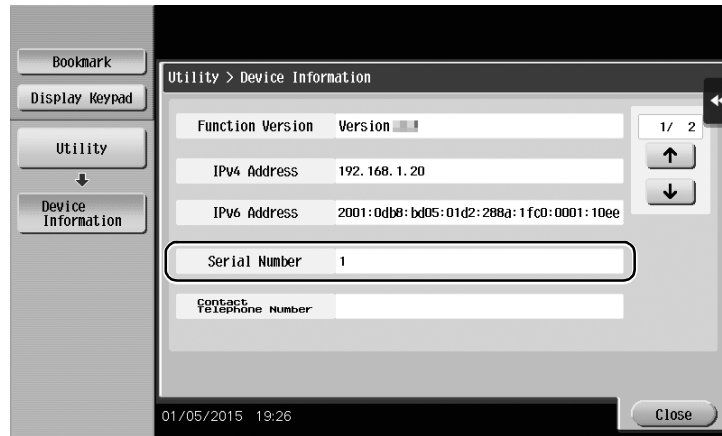 Bookmark
Display Keypad
Utility
Device
Information
Utility > Device Information
Function Version Version
1/ 2
IPv4 Address 192.168.1.20
IPv6 Address 2001:0db8:bd05:01d2:288a:1fc0:0001:10ee
Serial Number 1
Contact
Telephone Number
01/05/2015 19:26
Close